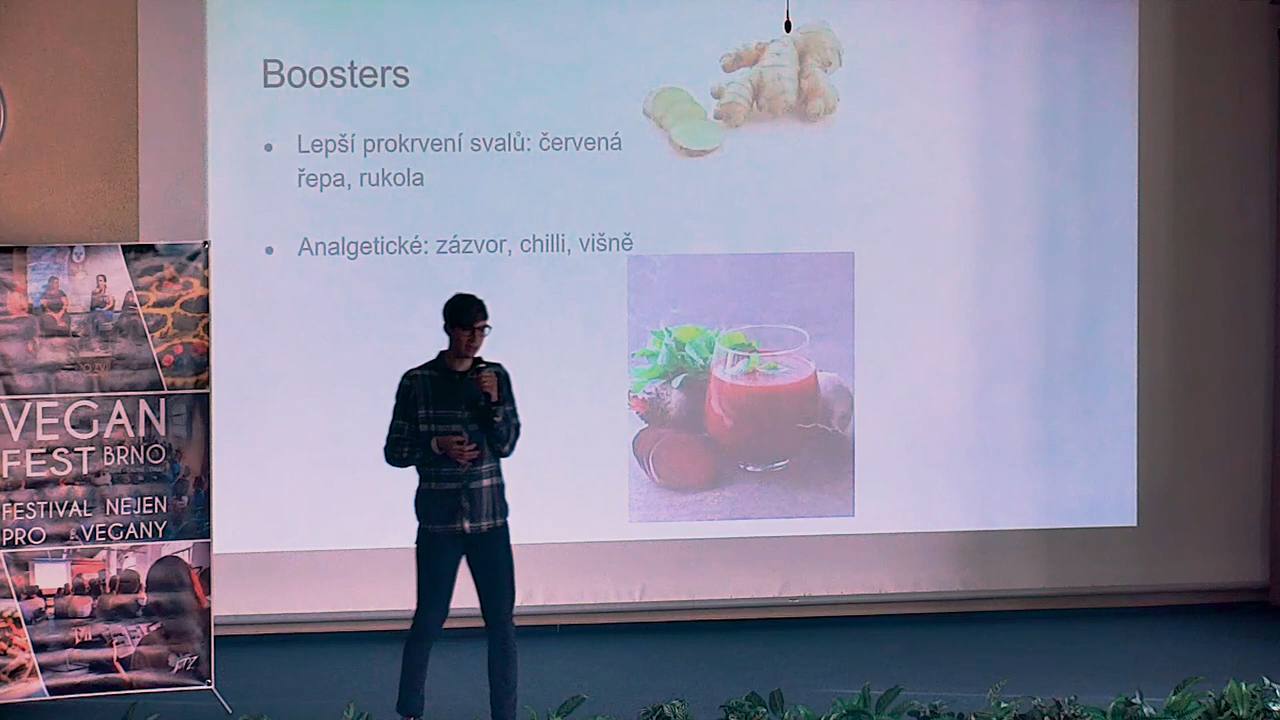 Boosters
Lepší prokrvení svalů: červená
řepa, rukola
Analgetické: zázvor, chilli, višně
VEGAN
FEST BRNO
FESTIVAL NEJEN
PRO VEGANY